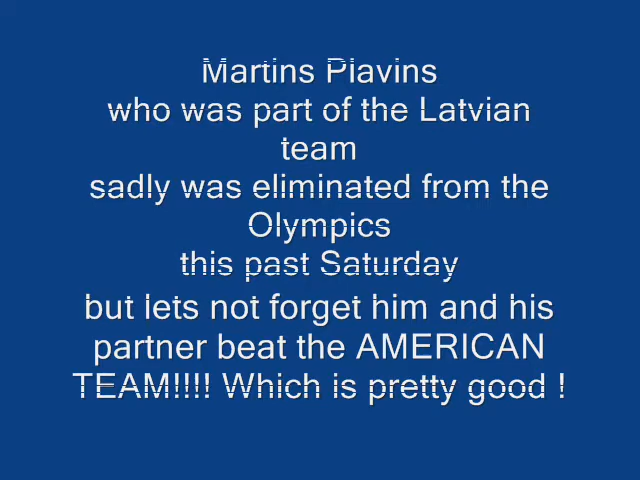 Martins Plavins
who was part of the Latvian
team
sadly was eliminated from the
Olympics
this past Saturday
but lets not forget him and his
partner beat the AMERICAN
TEAM!!!! Which is pretty good !